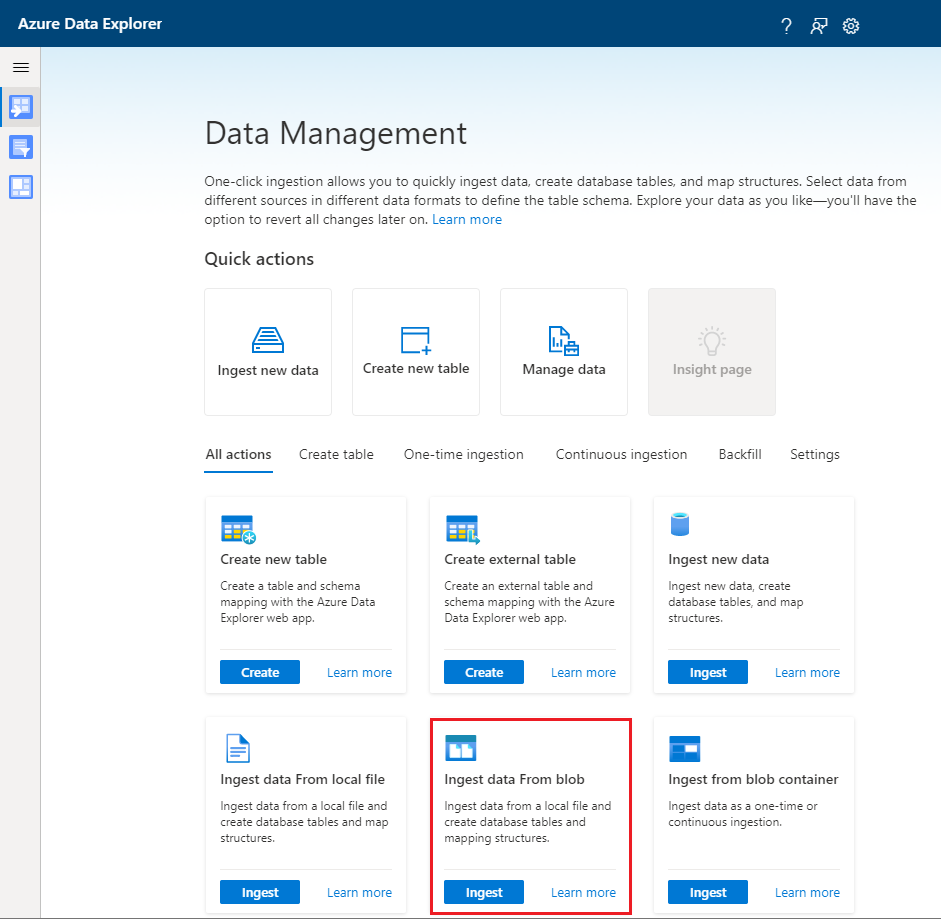 Azure Data Explorer
Data Management
One-click ingestion allows you to quickly ingest data, create database tables, and map structures. Select data from
different sources in different data formats to define the table schema. Explore your data as you like—you'll have the
option to revert all changes later on. Learn more
Quick actions
Ingest new data
Create new table
Manage data
Insight page
All actions
Create table
One-time ingestion
Continuous ingestion
Backfill
Settings
Create new table
Create a table and schema
mapping with the Azure Data
Explorer web app.
Create
Learn more
Create external table
Create an external table and
schema mapping with the Azure
Data Explorer web app.
Create
Learn more
Ingest new data
Ingest new data, create
database tables, and map
structures.
Ingest
Learn more
Ingest data From local file
Ingest data from a local file and
create database tables and map
structures.
Ingest
Learn more
Ingest data From blob
Ingest data from a local file and
create database tables and
mapping structures.
Ingest
Learn more
Ingest from blob container
Ingest data as a one-time or
continuous ingestion.
Ingest
Learn more